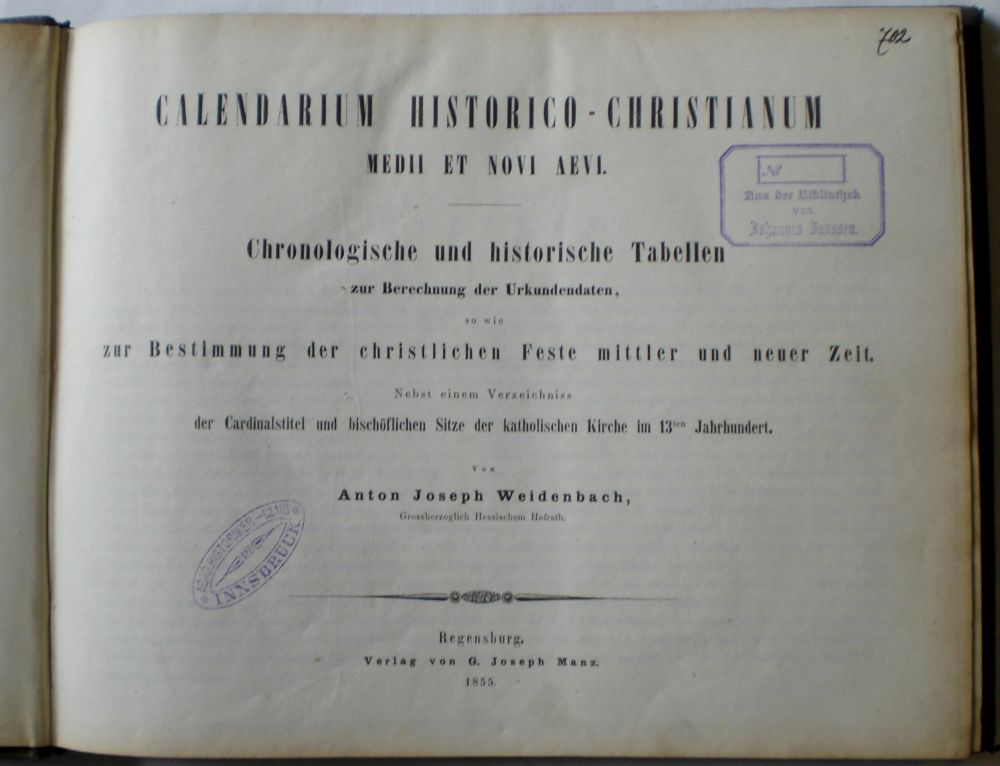 702
CALENDARIUM HISTORICO-CHRISTIANUM
MEDII ET NOVI AEVI.
№
Aus der Bibliothek
von
Johannes Janssen.
Chronologische und historische Tabellen
zur Berechnung der Urkundendaten,
so wie
zur Bestimmung der christlichen Feste mittler und neuer Zeit.
Nebst einem Verzeichniss
der Cardinalstitel und bischöflichen Sitze der katholischen Kirche im 13ten Jahrhundert.
Von
Anton Joseph Weidenbach,
Grossherzoglich Hessischem Hofrath.
AKAD. HISTORIKER-CLUB
INNSBRUCK
Regensburg.
Verlag von G. Joseph Manz.
1855.